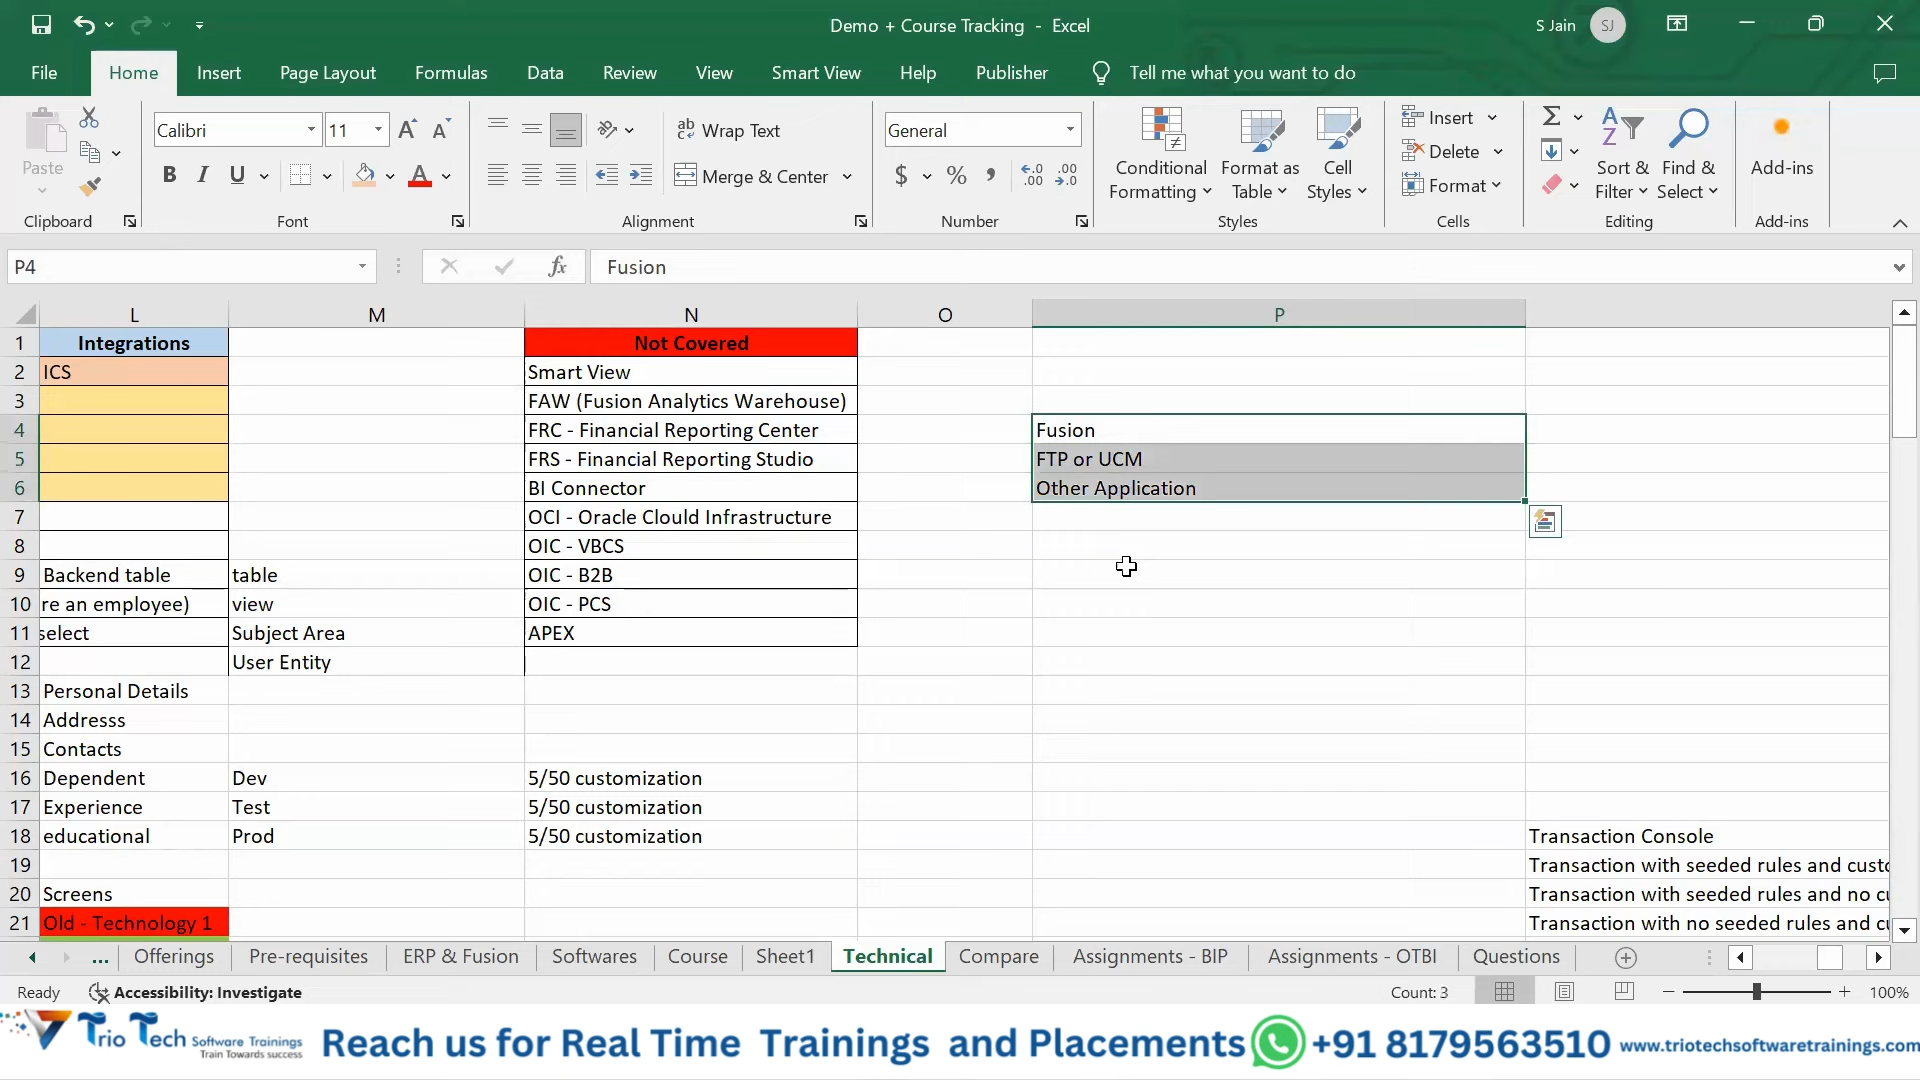 Demo + Course Tracking - Excel
S Jain SJ
File Home Insert Page Layout Formulas Data Review View Smart View Help Publisher Tell me what you want to do
Paste
Calibri 11
B I U A
Wrap Text
Merge & Center
General
$ % ,
Conditional Formatting
Format as Table
Cell Styles
Insert
Delete
Format
Sort & Filter
Find & Select
Add-ins
Clipboard Font Alignment Number Styles Cells Editing Add-ins
P4 fx Fusion
L M N O P
1 Integrations Not Covered
2 ICS Smart View
3 FAW (Fusion Analytics Warehouse)
4 FRC - Financial Reporting Center Fusion
5 FRS - Financial Reporting Studio FTP or UCM
6 BI Connector Other Application
7 OCI - Oracle Clould Infrastructure
8 OIC - VBCS
9 Backend table table OIC - B2B
10 re an employee) view OIC - PCS
11 select Subject Area APEX
12 User Entity
13 Personal Details
14 Addresss
15 Contacts
16 Dependent Dev 5/50 customization
17 Experience Test 5/50 customization
18 educational Prod 5/50 customization Transaction Console
19 Transaction with seeded rules and custo
20 Screens Transaction with seeded rules and no cu
21 Old - Technology 1 Transaction with no seeded rules and cu
... Offerings Pre-requisites ERP & Fusion Softwares Course Sheet1 Technical Compare Assignments - BIP Assignments - OTBI Questions
Ready Accessibility: Investigate Count: 3 100%
Trio Tech Software Trainings
Train Towards success
Reach us for Real Time Trainings and Placements +91 8179563510 www.triotechsoftwaretrainings.com